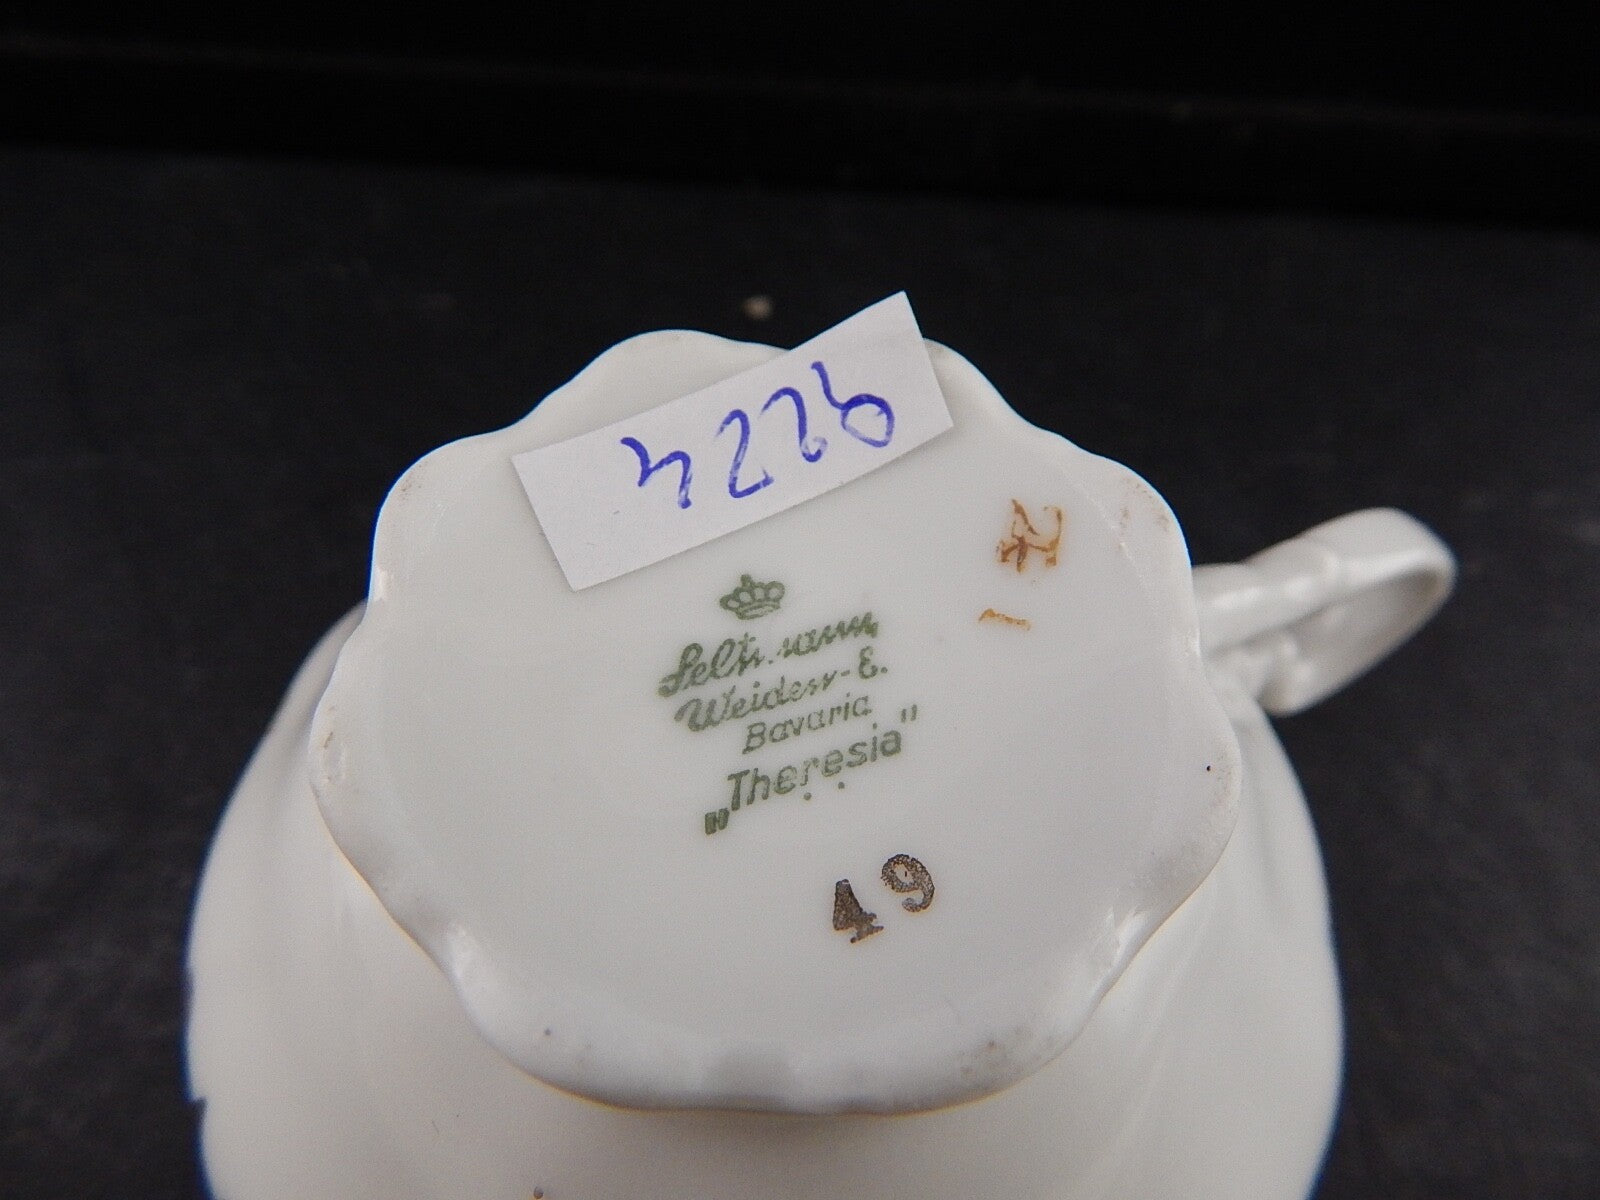 4226
Seltmann
Weiden-E.
Bavaria
„Theresia"
49